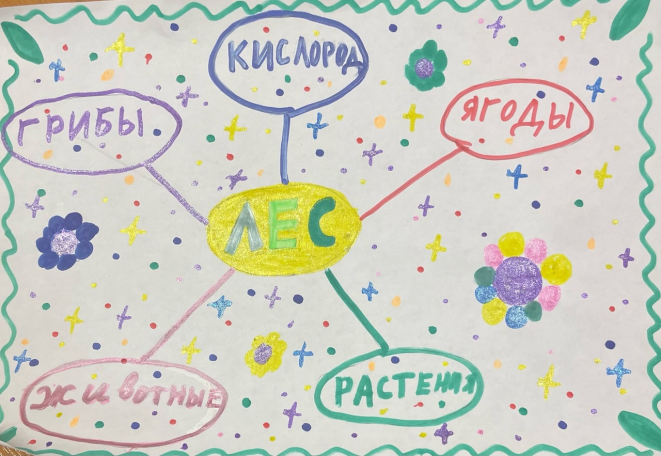 КИСЛОРОД
ГРИБЫ
ЯГОДЫ
ЛЕС
животные
РАСТЕНИЯ